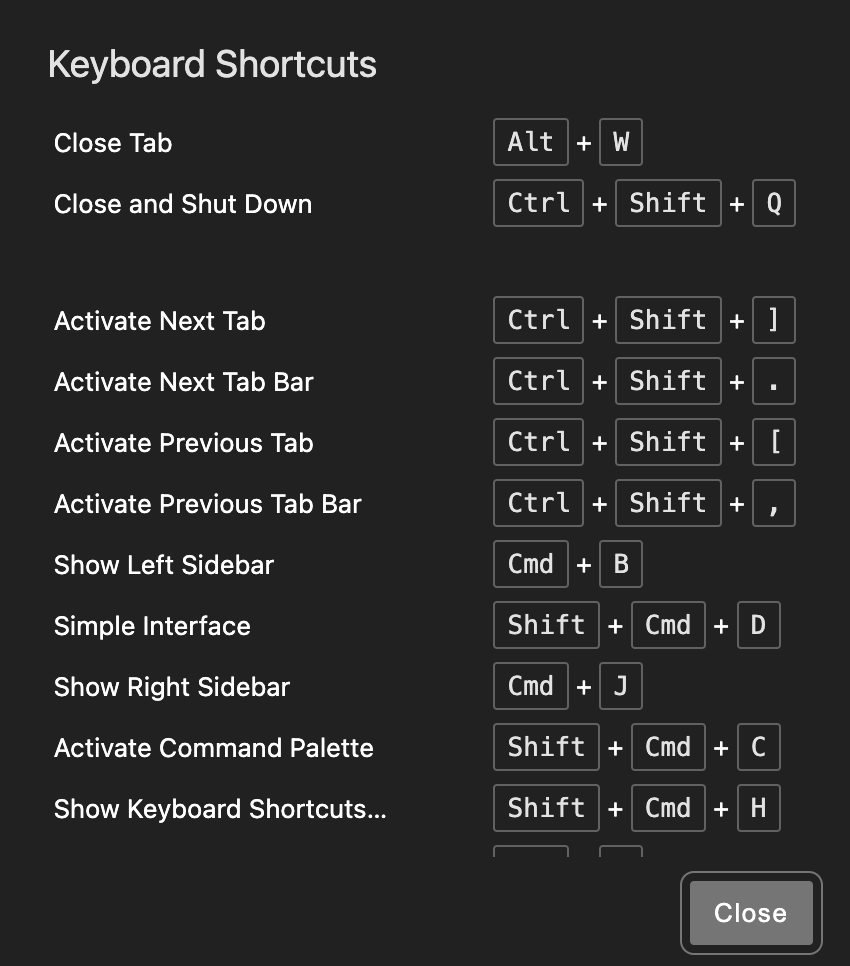 Keyboard Shortcuts
Close Tab Alt + W
Close and Shut Down Ctrl + Shift + Q
Activate Next Tab Ctrl + Shift + ]
Activate Next Tab Bar Ctrl + Shift + .
Activate Previous Tab Ctrl + Shift + [
Activate Previous Tab Bar Ctrl + Shift + ,
Show Left Sidebar Cmd + B
Simple Interface Shift + Cmd + D
Show Right Sidebar Cmd + J
Activate Command Palette Shift + Cmd + C
Show Keyboard Shortcuts... Shift + Cmd + H
Close